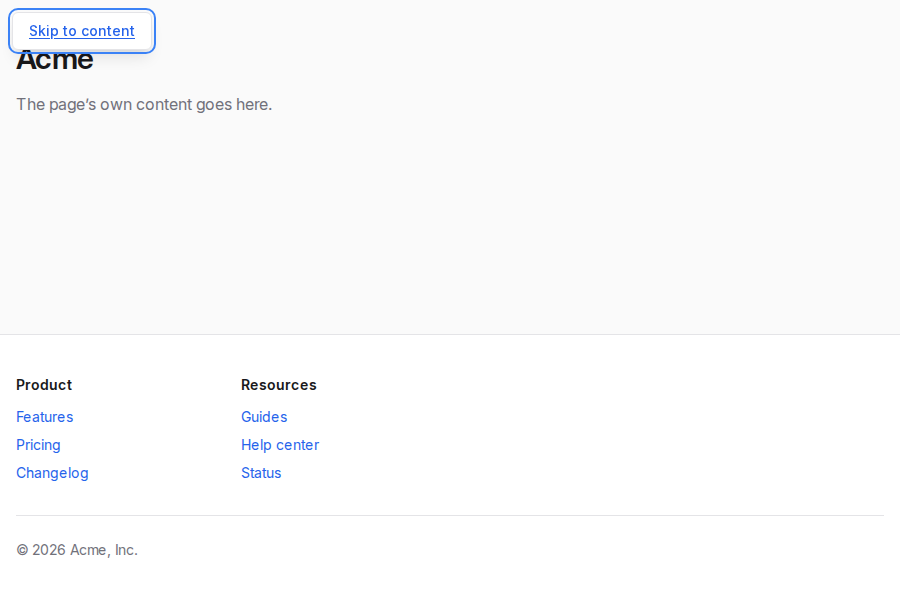 Skip to content
Acme
The page’s own content goes here.
Product
Features
Pricing
Changelog
Resources
Guides
Help center
Status
© 2026 Acme, Inc.